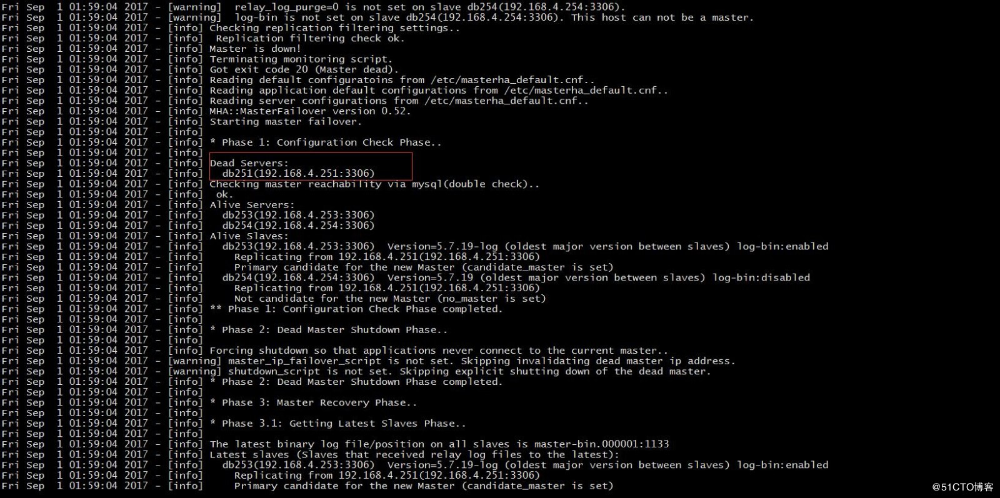 Fri Sep  1 01:59:04 2017 - [warning]  relay_log_purge=0 is not set on slave db254(192.168.4.254:3306).
Fri Sep  1 01:59:04 2017 - [warning]  log-bin is not set on slave db254(192.168.4.254:3306). This host can not be a master.
Fri Sep  1 01:59:04 2017 - [info] Checking replication filtering settings..
Fri Sep  1 01:59:04 2017 - [info]  Replication filtering check ok.
Fri Sep  1 01:59:04 2017 - [info] Master is down!
Fri Sep  1 01:59:04 2017 - [info] Terminating monitoring script.
Fri Sep  1 01:59:04 2017 - [info] Got exit code 20 (Master dead).
Fri Sep  1 01:59:04 2017 - [info] Reading default configuratoins from /etc/masterha_default.cnf..
Fri Sep  1 01:59:04 2017 - [info] Reading application default configurations from /etc/masterha_default.cnf..
Fri Sep  1 01:59:04 2017 - [info] Reading server configurations from /etc/masterha_default.cnf..
Fri Sep  1 01:59:04 2017 - [info] MHA::MasterFailover version 0.52.
Fri Sep  1 01:59:04 2017 - [info] Starting master failover.
Fri Sep  1 01:59:04 2017 - [info]
Fri Sep  1 01:59:04 2017 - [info] * Phase 1: Configuration Check Phase..
Fri Sep  1 01:59:04 2017 - [info]
Fri Sep  1 01:59:04 2017 - [info] Dead Servers:
Fri Sep  1 01:59:04 2017 - [info]   db251(192.168.4.251:3306)
Fri Sep  1 01:59:04 2017 - [info] Checking master reachability via mysql(double check)..
Fri Sep  1 01:59:04 2017 - [info]  ok.
Fri Sep  1 01:59:04 2017 - [info] Alive Servers:
Fri Sep  1 01:59:04 2017 - [info]   db253(192.168.4.253:3306)
Fri Sep  1 01:59:04 2017 - [info]   db254(192.168.4.254:3306)
Fri Sep  1 01:59:04 2017 - [info] Alive Slaves:
Fri Sep  1 01:59:04 2017 - [info]   db253(192.168.4.253:3306)  Version=5.7.19-log (oldest major version between slaves) log-bin:enabled
Fri Sep  1 01:59:04 2017 - [info]     Replicating from 192.168.4.251(192.168.4.251:3306)
Fri Sep  1 01:59:04 2017 - [info]     Primary candidate for the new Master (candidate_master is set)
Fri Sep  1 01:59:04 2017 - [info]   db254(192.168.4.254:3306)  Version=5.7.19 (oldest major version between slaves) log-bin:disabled
Fri Sep  1 01:59:04 2017 - [info]     Replicating from 192.168.4.251(192.168.4.251:3306)
Fri Sep  1 01:59:04 2017 - [info]     Not candidate for the new Master (no_master is set)
Fri Sep  1 01:59:04 2017 - [info] ** Phase 1: Configuration Check Phase completed.
Fri Sep  1 01:59:04 2017 - [info]
Fri Sep  1 01:59:04 2017 - [info] * Phase 2: Dead Master Shutdown Phase..
Fri Sep  1 01:59:04 2017 - [info]
Fri Sep  1 01:59:04 2017 - [info] Forcing shutdown so that applications never connect to the current master..
Fri Sep  1 01:59:04 2017 - [warning] master_ip_failover_script is not set. Skipping invalidating dead master ip address.
Fri Sep  1 01:59:04 2017 - [warning] shutdown_script is not set. Skipping explicit shutting down of the dead master.
Fri Sep  1 01:59:04 2017 - [info] * Phase 2: Dead Master Shutdown Phase completed.
Fri Sep  1 01:59:04 2017 - [info]
Fri Sep  1 01:59:04 2017 - [info] * Phase 3: Master Recovery Phase..
Fri Sep  1 01:59:04 2017 - [info]
Fri Sep  1 01:59:04 2017 - [info] * Phase 3.1: Getting Latest Slaves Phase..
Fri Sep  1 01:59:04 2017 - [info]
Fri Sep  1 01:59:04 2017 - [info] The latest binary log file/position on all slaves is master-bin.000001:1133
Fri Sep  1 01:59:04 2017 - [info] Latest slaves (Slaves that received relay log files to the latest):
Fri Sep  1 01:59:04 2017 - [info]   db253(192.168.4.253:3306)  Version=5.7.19-log (oldest major version between slaves) log-bin:enabled
Fri Sep  1 01:59:04 2017 - [info]     Replicating from 192.168.4.251(192.168.4.251:3306)
Fri Sep  1 01:59:04 2017 - [info]     Primary candidate for the new Master (candidate_master is set)
@51CTO博客